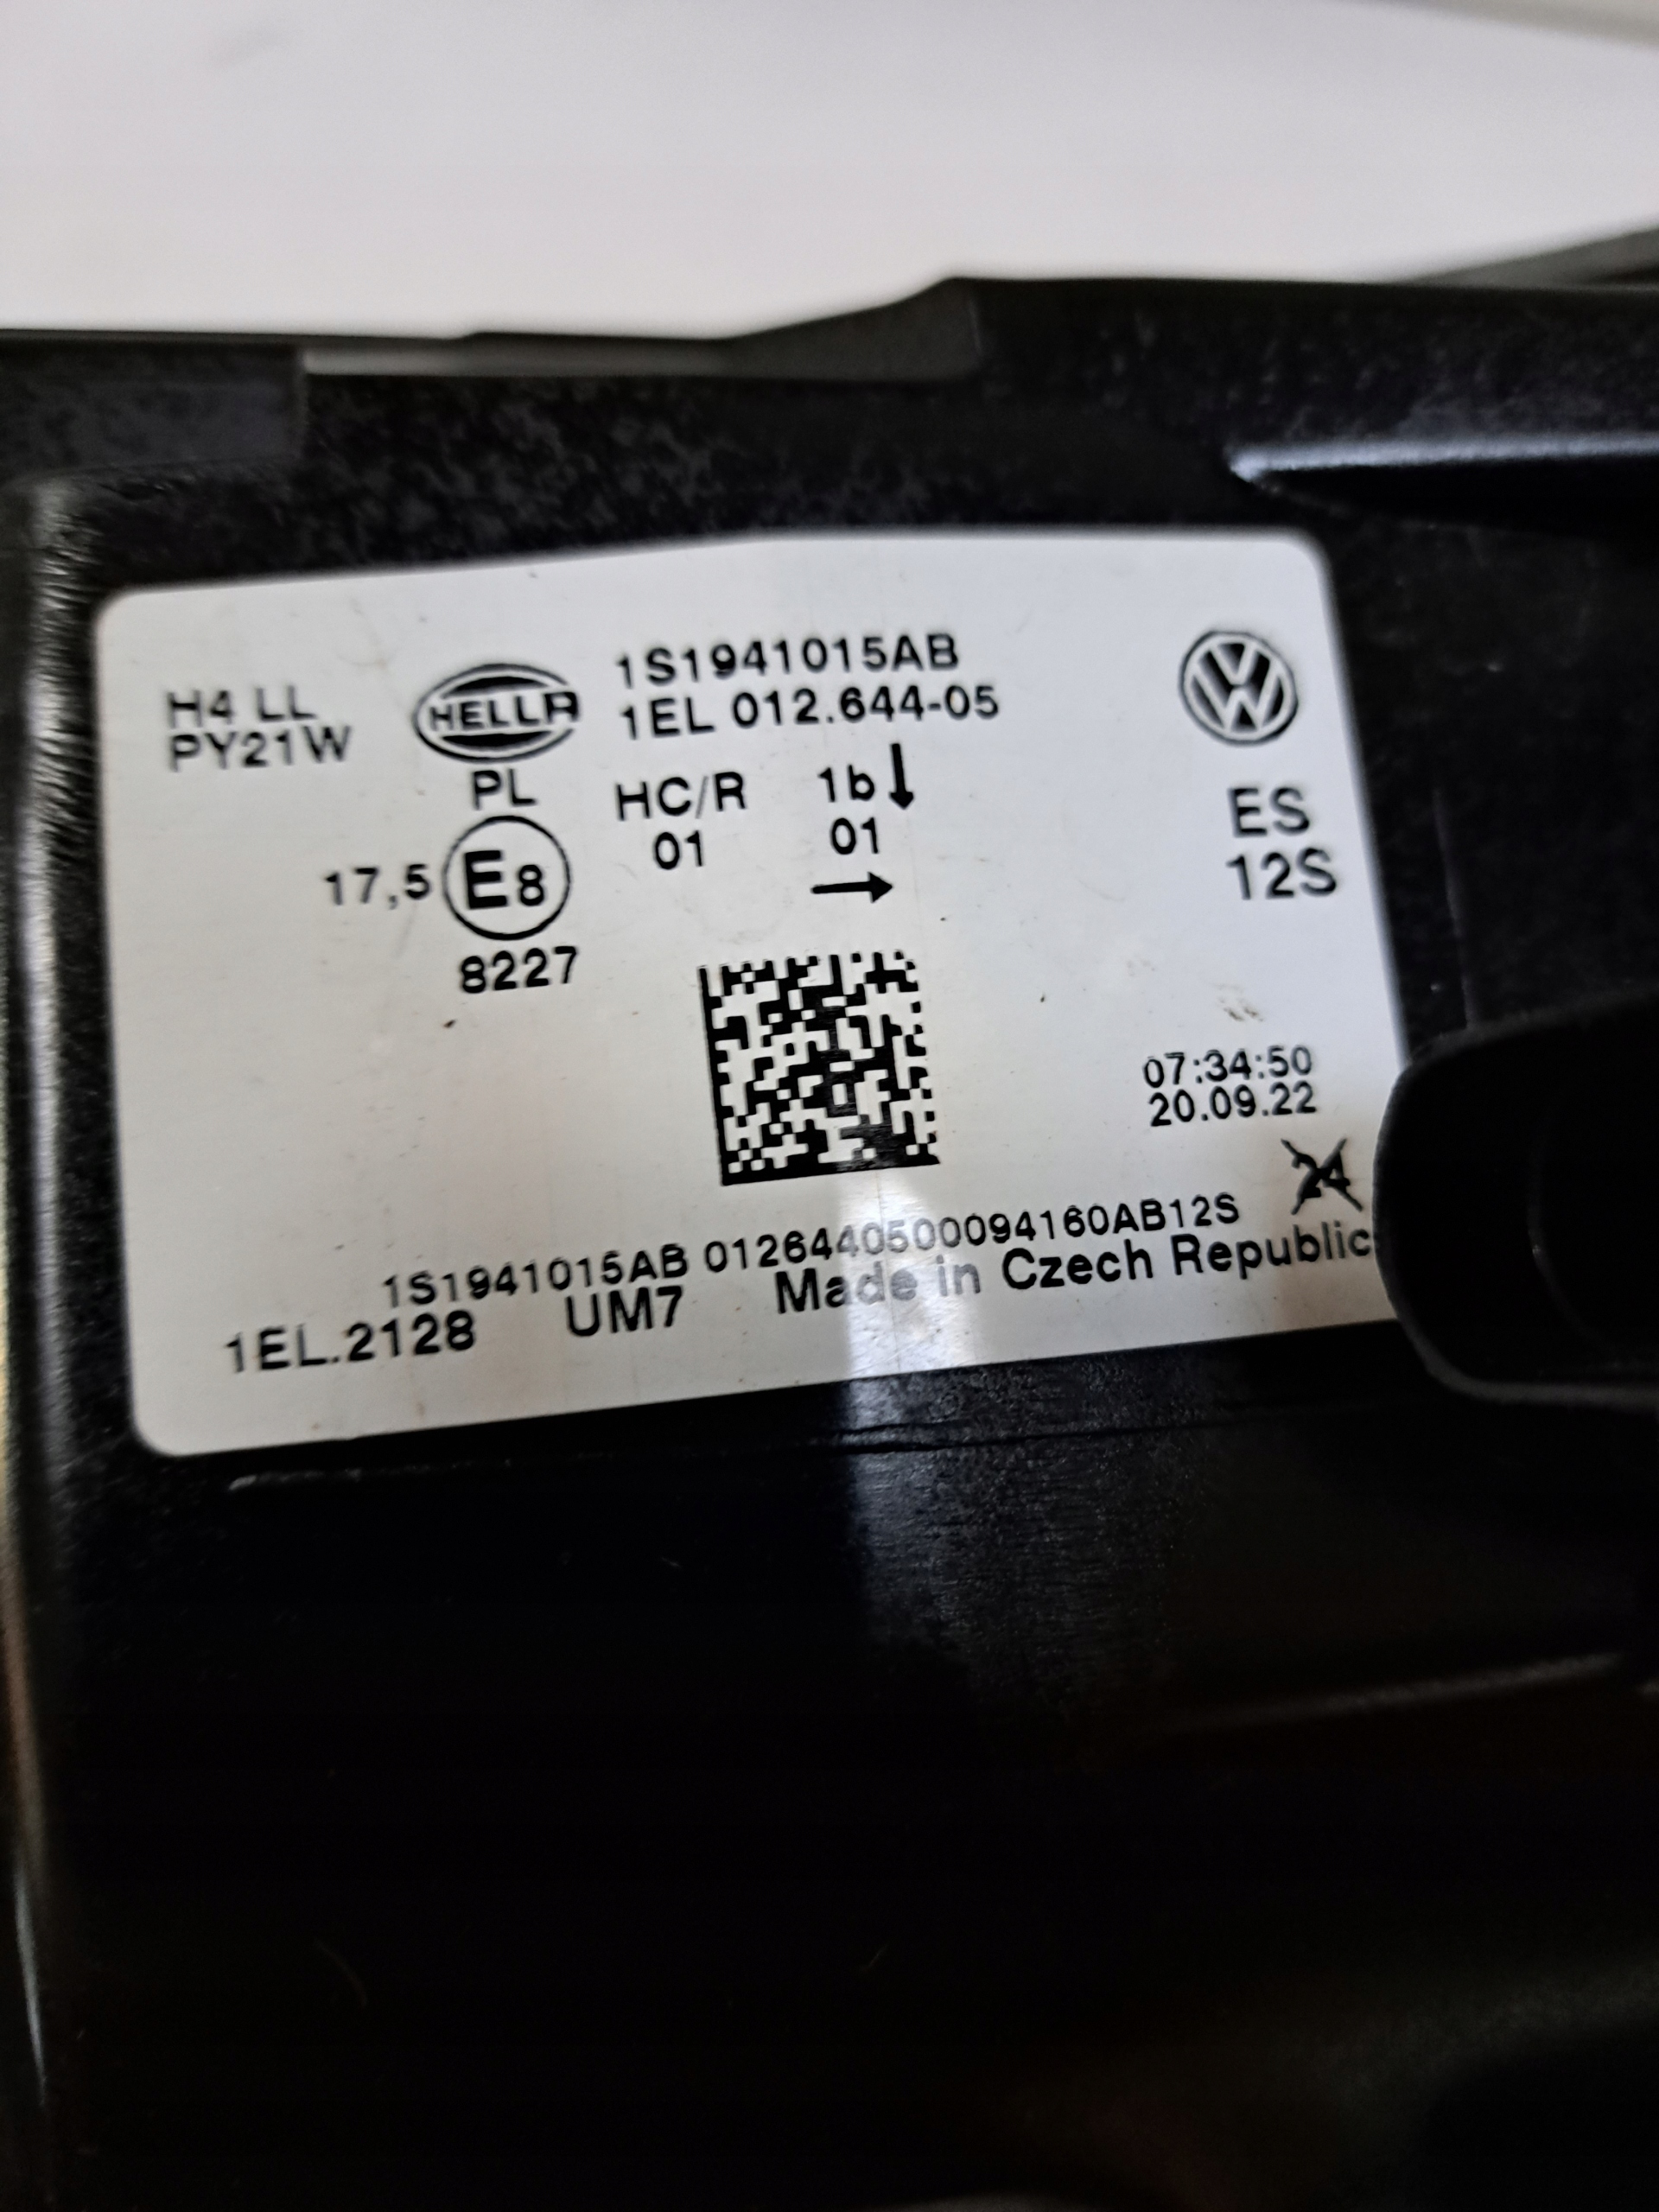 H4 LL
PY21W
HELLA
1S1941015AB
1EL 012.644-05
PL
HC/R 1b
01 01
17,5 E8
8227
ES
12S
07:34:50
20.09.22
24
1S1941015AB 0126440500094160AB12S
1EL.2128 UM7 Made in Czech Republic